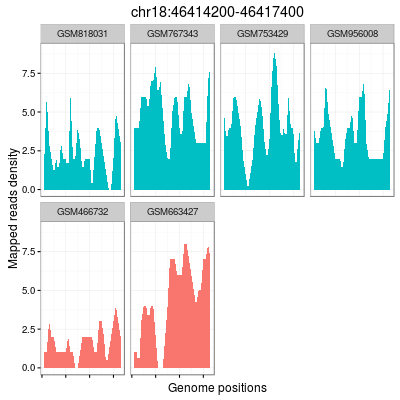 chr18:46414200-46417400
GSM818031 GSM767343 GSM753429 GSM956008
7.5
5.0
2.5
0.0
GSM466732 GSM663427
7.5
5.0
2.5
0.0
Mapped reads density
Genome positions